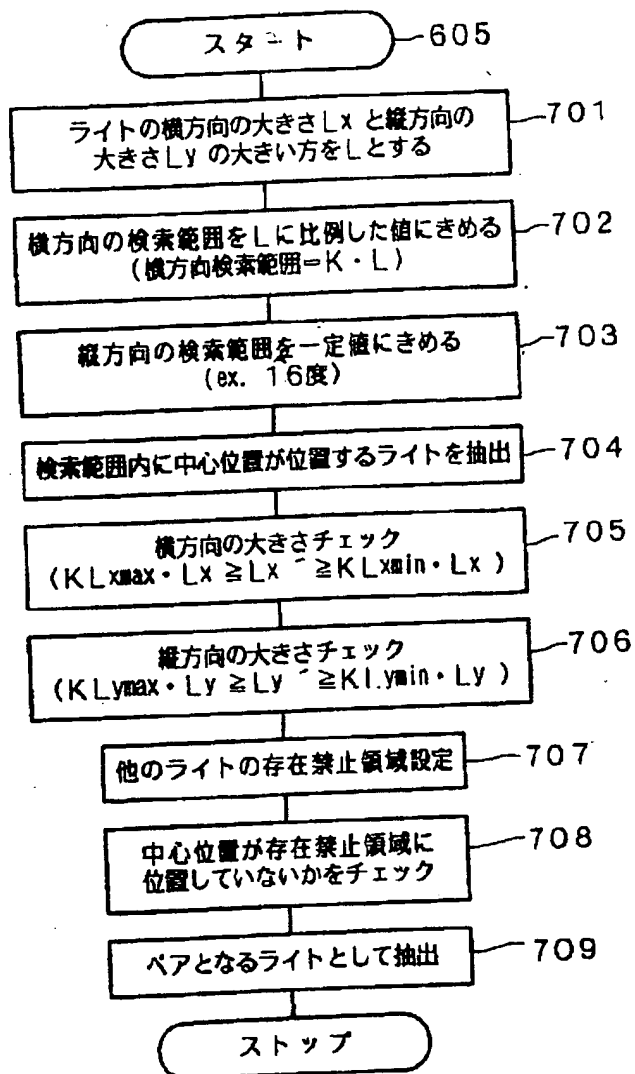 スタート
605
ライトの横方向の大きさLxと縦方向の
大きさLyの大きい方をLとする
701
横方向の検索範囲をLに比例した値にきめる
(横方向検索範囲=K・L)
702
縦方向の検索範囲を一定値にきめる
(ex. 16度)
703
検索範囲内に中心位置が位置するライトを抽出
704
横方向の大きさチェック
(KLxmax・Lx≧Lx´≧KLxmin・Lx)
705
縦方向の大きさチェック
(KLymax・Ly≧Ly´≧KLymin・Ly)
706
他のライトの存在禁止領域設定
707
中心位置が存在禁止領域に
位置していないかをチェック
708
ペアとなるライトとして抽出
709
ストップ